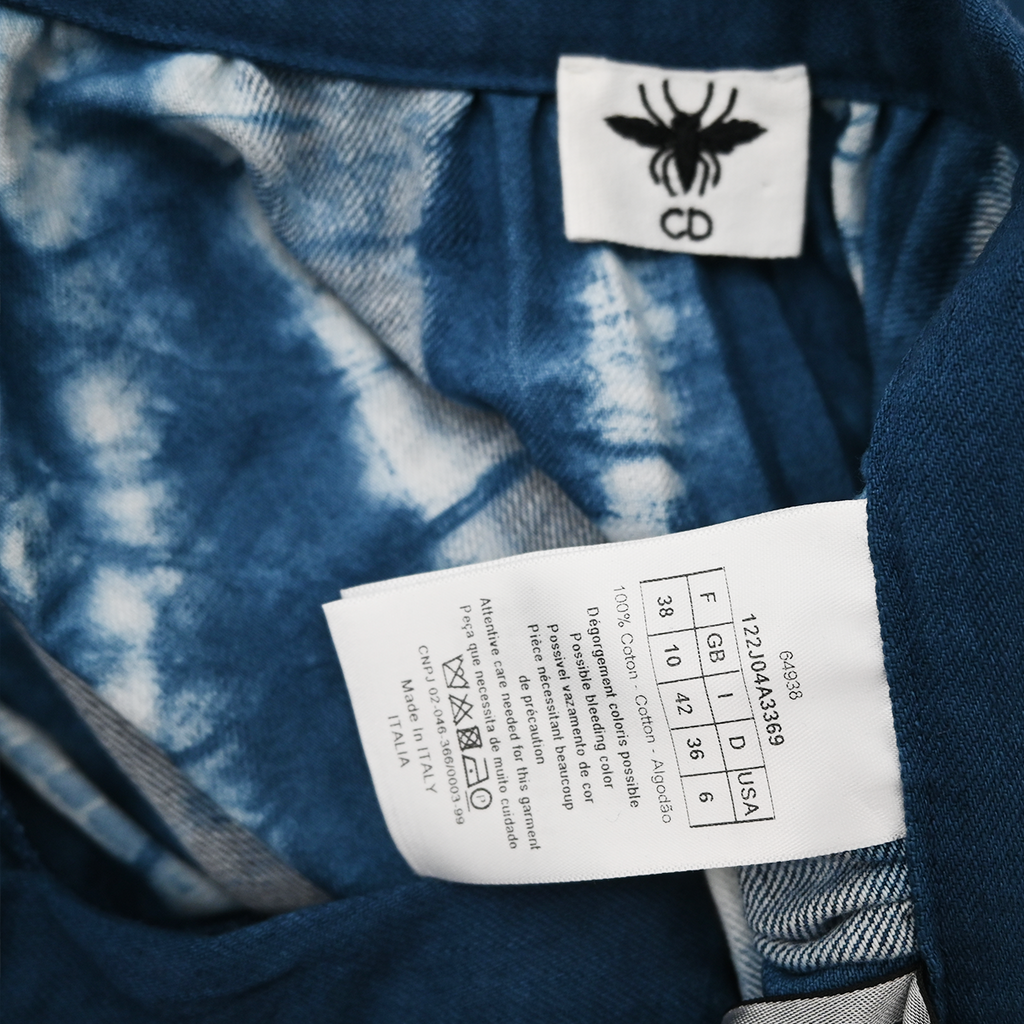 CD
64938
122J04A3369
F GB I D USA
38 10 42 36 6
100% Coton - Cotton - Algodão
Dégorgement coloris possible
Possible bleeding color
Possivel vazamento de cor
Pièce nécessitant beaucoup
de précaution
Attentive care needed for this garment
Peça que necessita de muito cuidado
P
CNPJ 02-046-366/0003-99
Made in ITALY
ITALIA